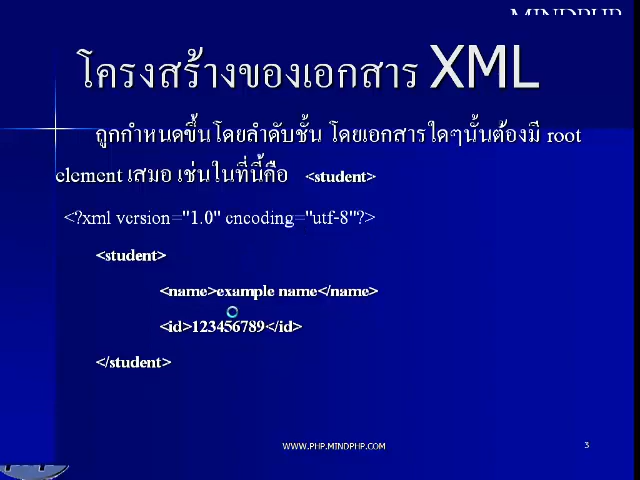 MINDPHP
โครงสร้างของเอกสาร XML
ถูกกำหนดขึ้นโดยลำดับชั้น โดยเอกสารใดๆนั้นต้องมี root
element เสมอ เช่นในที่นี้คือ <student>
<?xml version="1.0" encoding="utf-8"?>
<student>
<name>example name</name>
<id>123456789</id>
</student>
WWW.PHP.MINDPHP.COM
3